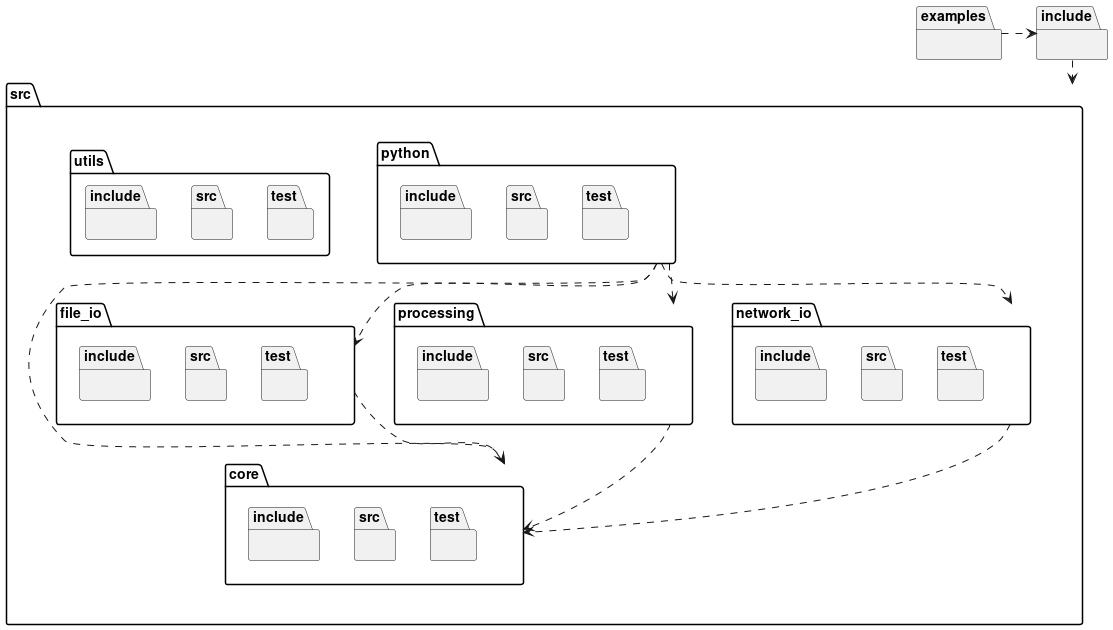 examples
include
src
utils
include
src
test
python
include
src
test
file_io
include
src
test
processing
include
src
test
network_io
include
src
test
core
include
src
test